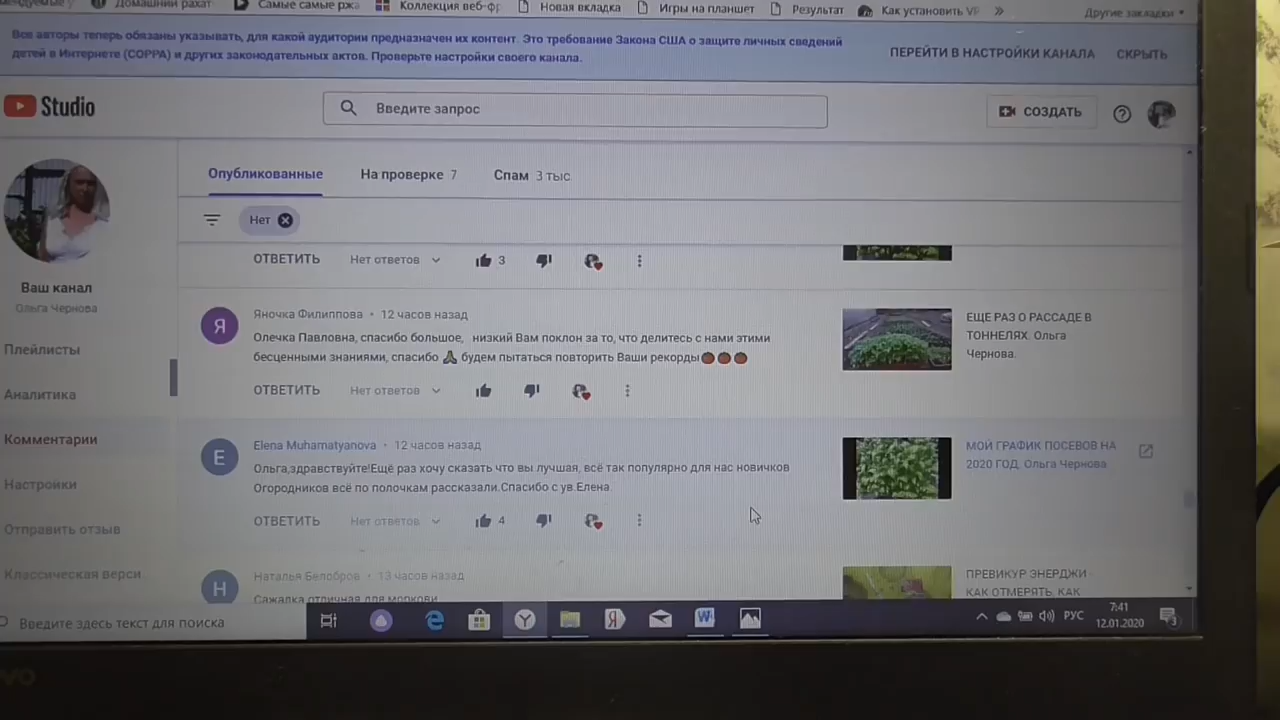 Домашний рахат
Самые самые ржа
Коллекция веб-фр
Новая вкладка
Игры на планшет
Результат
Как установить VP
»
Другие закладки
Все авторы теперь обязаны указывать, для какой аудитории предназначен их контент. Это требование Закона США о защите личных сведений
детей в Интернете (COPPA) и других законодательных актов. Проверьте настройки своего канала.
ПЕРЕЙТИ В НАСТРОЙКИ КАНАЛА
СКРЫТЬ
Studio
Введите запрос
СОЗДАТЬ
Опубликованные
На проверке 7
Спам 3 тыс
Нет
Ваш канал
Ольга Чернова
Плейлисты
Аналитика
Комментарии
Настройки
Отправить отзыв
Классическая верси
ОТВЕТИТЬ Нет ответов 3
Я
Яночка Филиппова • 12 часов назад
Олечка Павловна, спасибо большое, низкий Вам поклон за то, что делитесь с нами этими
бесценными знаниями, спасибо 🙏 будем пытаться повторить Ваши рекорды🍅🍅🍅
ОТВЕТИТЬ Нет ответов
ЕЩЕ РАЗ О РАССАДЕ В
ТОННЕЛЯХ. Ольга
Чернова.
E
Elena Muhamatyanova • 12 часов назад
Ольга,здравствуйте!Ещё раз хочу сказать что вы лучшая, всё так популярно для нас новичков
Огородников всё по полочкам рассказали.Спасибо с ув.Елена.
ОТВЕТИТЬ Нет ответов 4
МОЙ ГРАФИК ПОСЕВОВ НА
2020 ГОД. Ольга Чернова
Н
Наталья Белобров • 13 часов назад
Сажалка отличная для моркови
ПРЕВИКУР ЭНЕРДЖИ -
КАК ОТМЕРЯТЬ, КАК
Введите здесь текст для поиска
РУС
7:41
12.01.2020
3